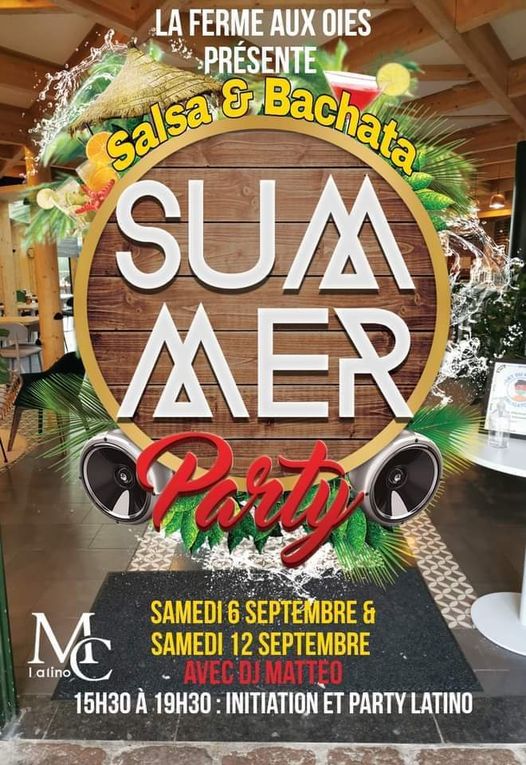 LA FERME AUX OIES
PRÉSENTE
Salsa & Bachata
SUM
MER
Party
SAMEDI 6 SEPTEMBRE &
SAMEDI 12 SEPTEMBRE
AVEC DJ MATTEO
MC
latino
15H30 À 19H30 : INITIATION ET PARTY LATINO